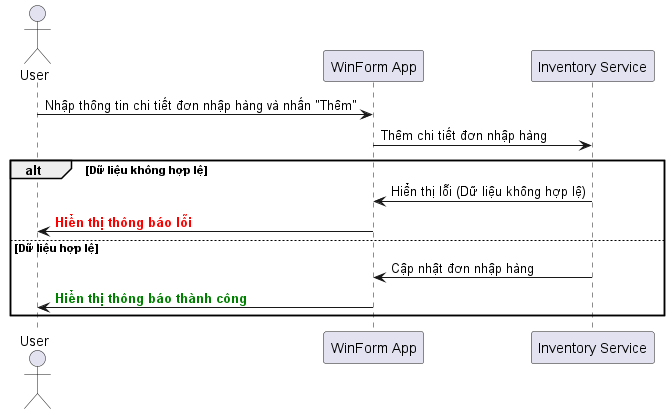 User
WinForm App
Inventory Service
Nhập thông tin chi tiết đơn nhập hàng và nhấn "Thêm"
Thêm chi tiết đơn nhập hàng
alt
[Dữ liệu không hợp lệ]
Hiển thị lỗi (Dữ liệu không hợp lệ)
Hiển thị thông báo lỗi
[Dữ liệu hợp lệ]
Cập nhật đơn nhập hàng
Hiển thị thông báo thành công
User
WinForm App
Inventory Service